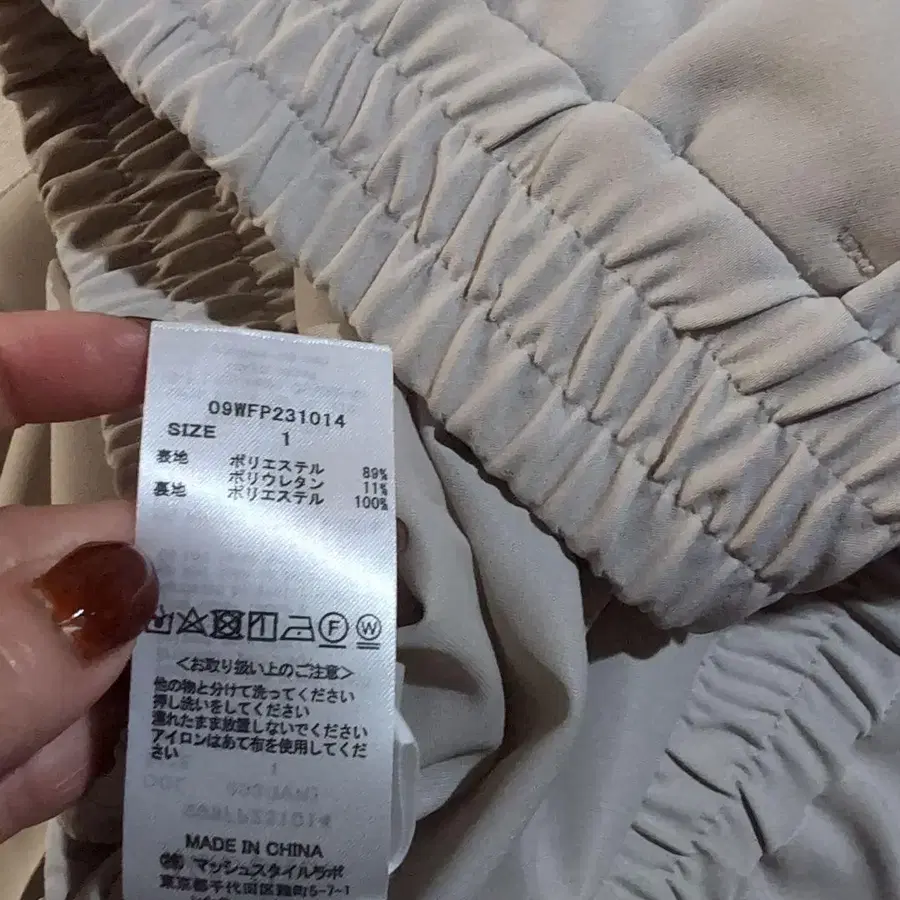 09WFP231014
SIZE 1
表地 ポリエステル 89%
ポリウレタン 11%
裏地 ポリエステル 100%
F W
<お取り扱い上のご注意>
他の物と分けて洗ってください
押し洗いをしてください
濡れたまま放置しないでください
アイロンはあて布を使用してくだ
さい
MADE IN CHINA
㈱マッシュスタイルラボ
東京都千代田区麹町5-7-1